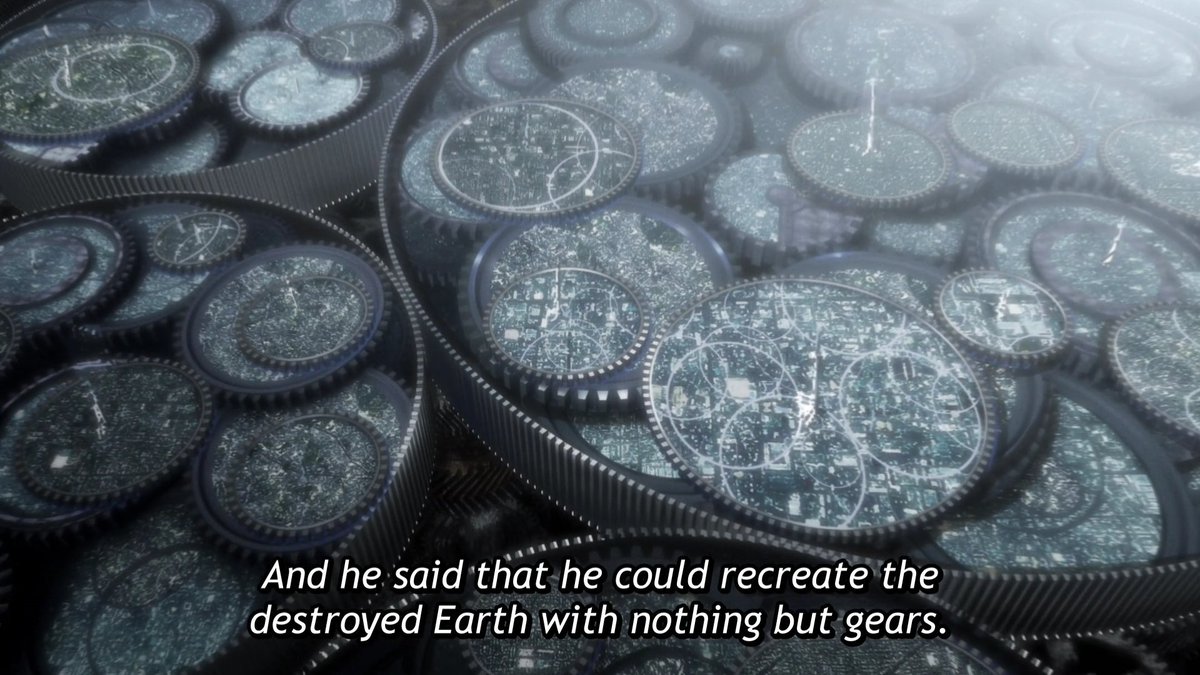 And he said that he could recreate the
destroyed Earth with nothing but gears.